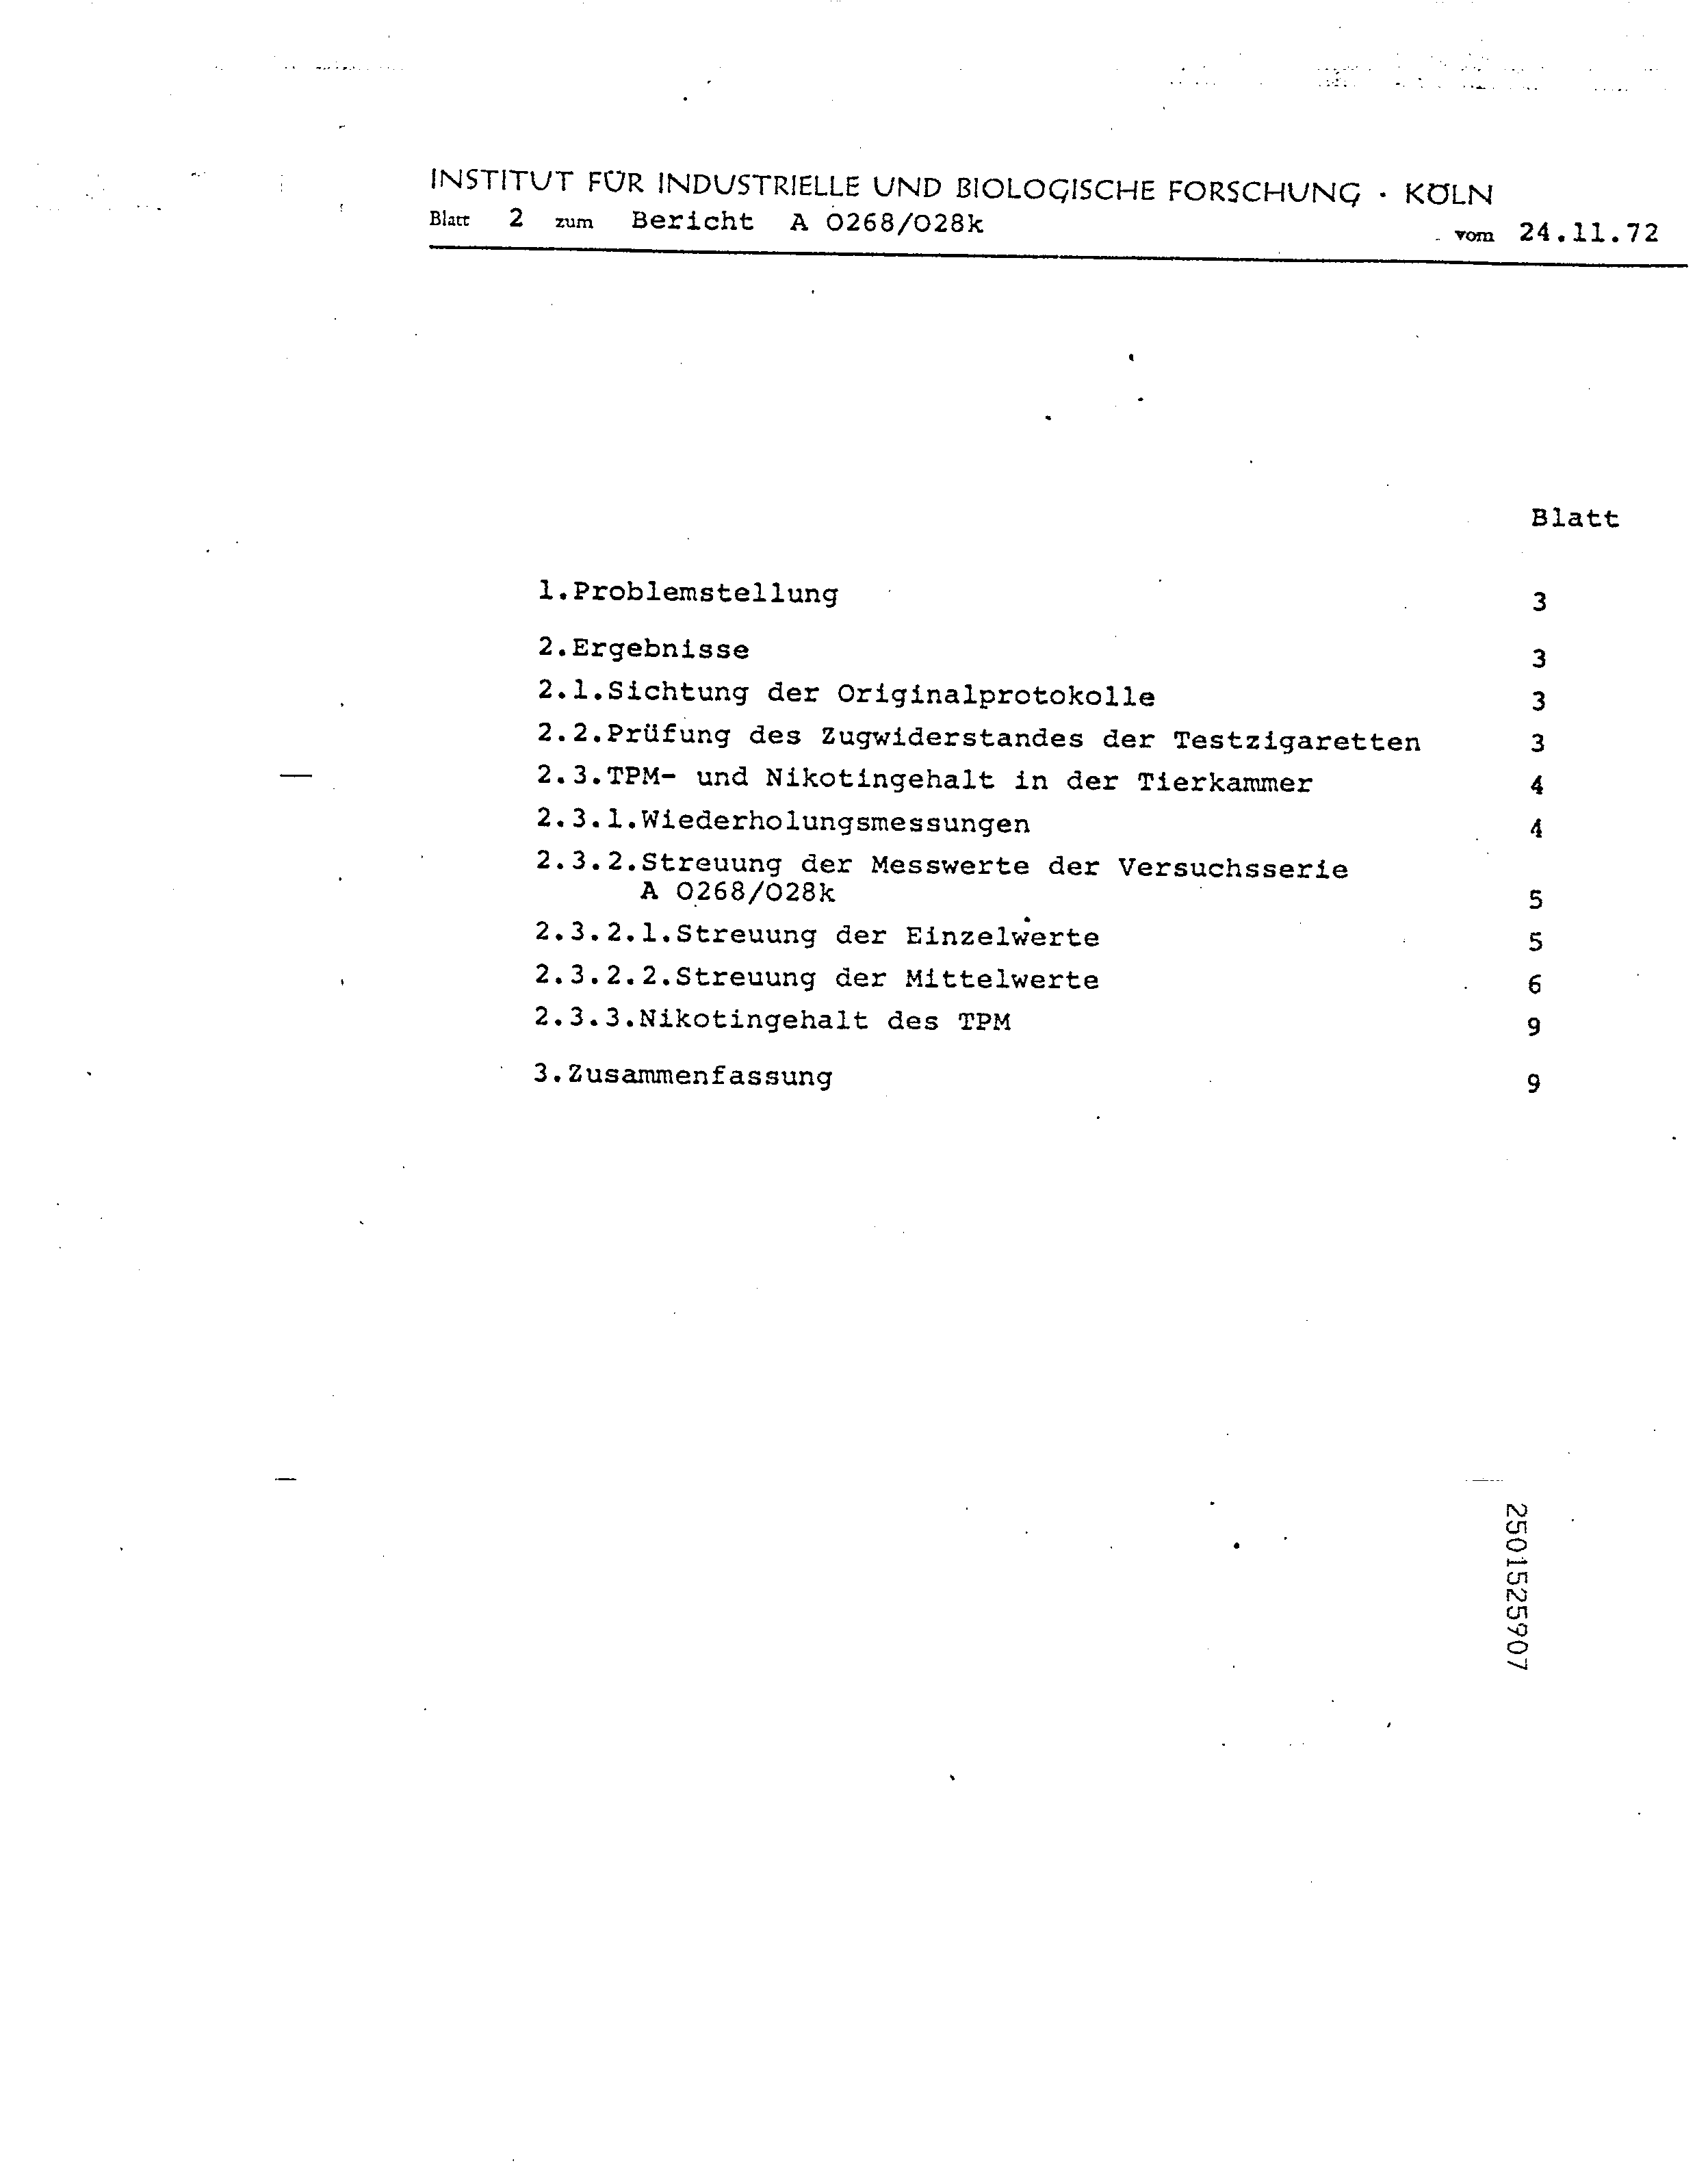 INSTITUT FÜR INDUSTRIELLE UND BIOLOGISCHE FORSCHUNG · KÖLN
Blatt 2 zum Bericht A O268/O28k vom 24.11.72
Blatt
1.Problemstellung 3
2.Ergebnisse 3
2.1.Sichtung der Originalprotokolle 3
2.2.Prüfung des Zugwiderstandes der Testzigaretten 3
2.3.TPM- und Nikotingehalt in der Tierkammer 4
2.3.1.Wiederholungsmessungen 4
2.3.2.Streuung der Messwerte der Versuchsserie
A O268/O28k 5
2.3.2.1.Streuung der Einzelwerte 5
2.3.2.2.Streuung der Mittelwerte 6
2.3.3.Nikotingehalt des TPM 9
3.Zusammenfassung 9
2501525907